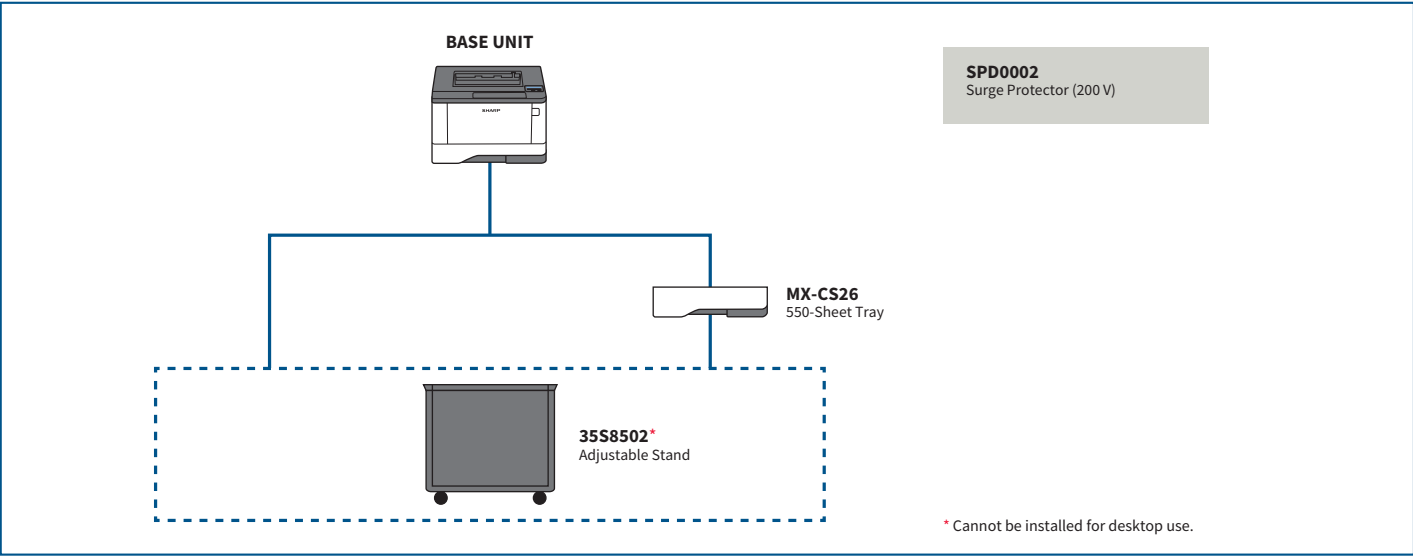 BASE UNIT
SHARP
SPD0002
Surge Protector (200 V)
MX-CS26
550-Sheet Tray
35S8502*
Adjustable Stand
* Cannot be installed for desktop use.